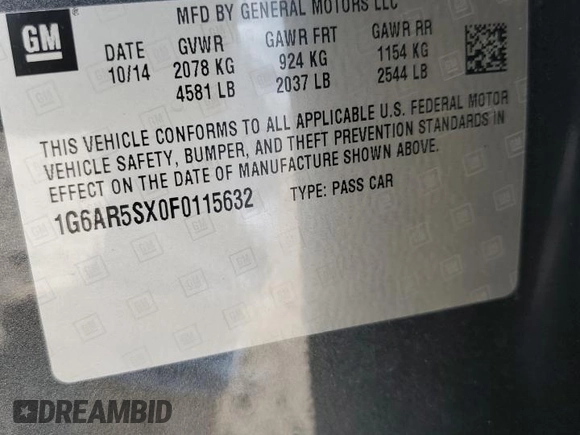 MFD BY GENERAL MOTORS LLC
GM
DATE GVWR GAWR FRT GAWR RR
10/14 2078 KG 924 KG 1154 KG
4581 LB 2037 LB 2544 LB
THIS VEHICLE CONFORMS TO ALL APPLICABLE U.S. FEDERAL MOTOR
VEHICLE SAFETY, BUMPER, AND THEFT PREVENTION STANDARDS IN
EFFECT ON THE DATE OF MANUFACTURE SHOWN ABOVE.
1G6AR5SX0F0115632 TYPE: PASS CAR
DREAMBID